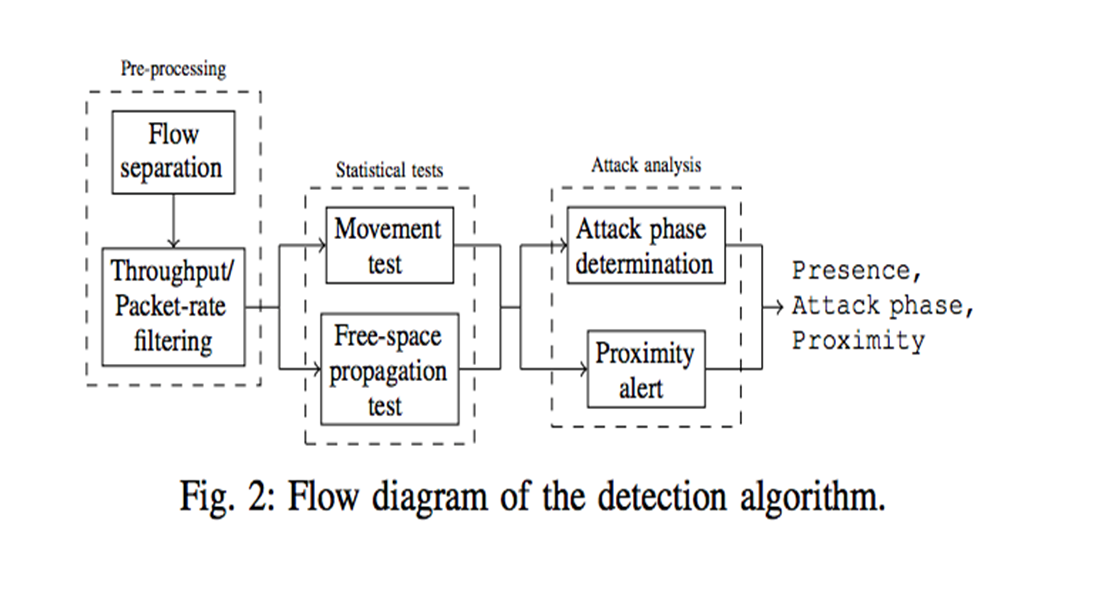 Pre-processing
Flow
separation
Throughput/
Packet-rate
filtering
Statistical tests
Movement
test
Free-space
propagation
test
Attack analysis
Attack phase
determination
Proximity
alert
Presence,
Attack phase,
Proximity
Fig. 2: Flow diagram of the detection algorithm.